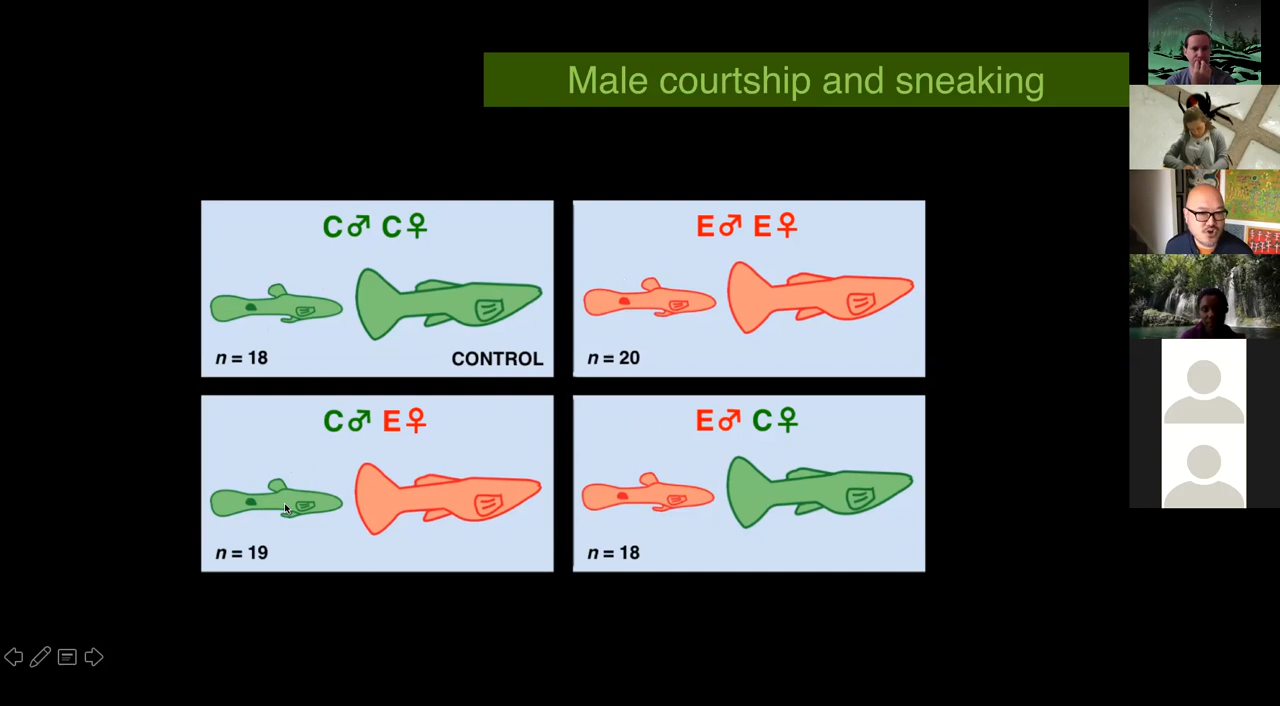 Male courtship and sneaking
C♂ C♀
n = 18
CONTROL
E♂ E♀
n = 20
C♂ E♀
n = 19
E♂ C♀
n = 18